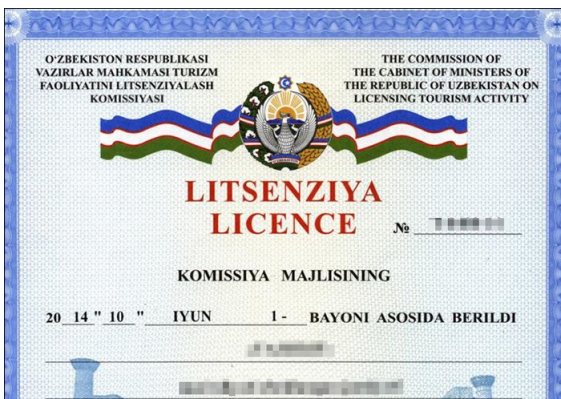 O'ZBEKISTON RESPUBLIKASI
VAZIRLAR MAHKAMASI TURIZM
FAOLIYATINI LITSENZIYALASH
KOMISSIYASI
THE COMMISSION OF
THE CABINET OF MINISTERS OF
THE REPUBLIC OF UZBEKISTAN ON
LICENSING TOURISM ACTIVITY
LITSENZIYA
LICENCE
№
KOMISSIYA MAJLISINING
20 14 " 10 " IYUN 1 - BAYONI ASOSIDA BERILDI